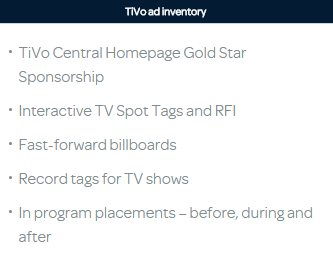 TiVo ad inventory
• TiVo Central Homepage Gold Star
Sponsorship
• Interactive TV Spot Tags and RFI
• Fast-forward billboards
• Record tags for TV shows
• In program placements – before, during and
after